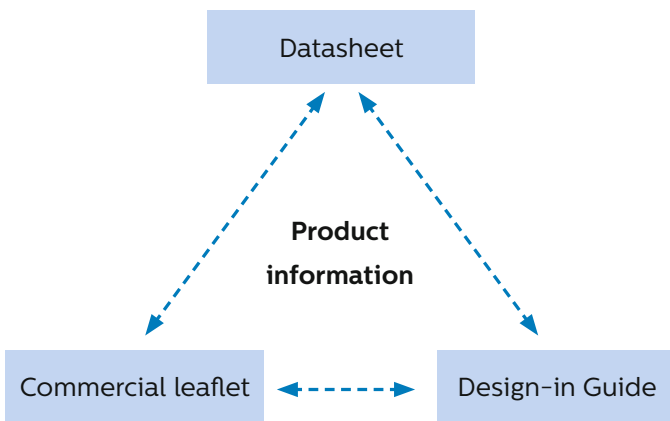 Datasheet
Product
information
Commercial leaflet
Design-in Guide